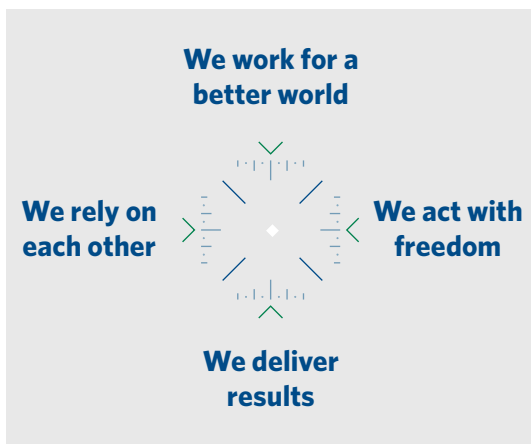 We work for a
better world
We rely on
each other
We act with
freedom
We deliver
results